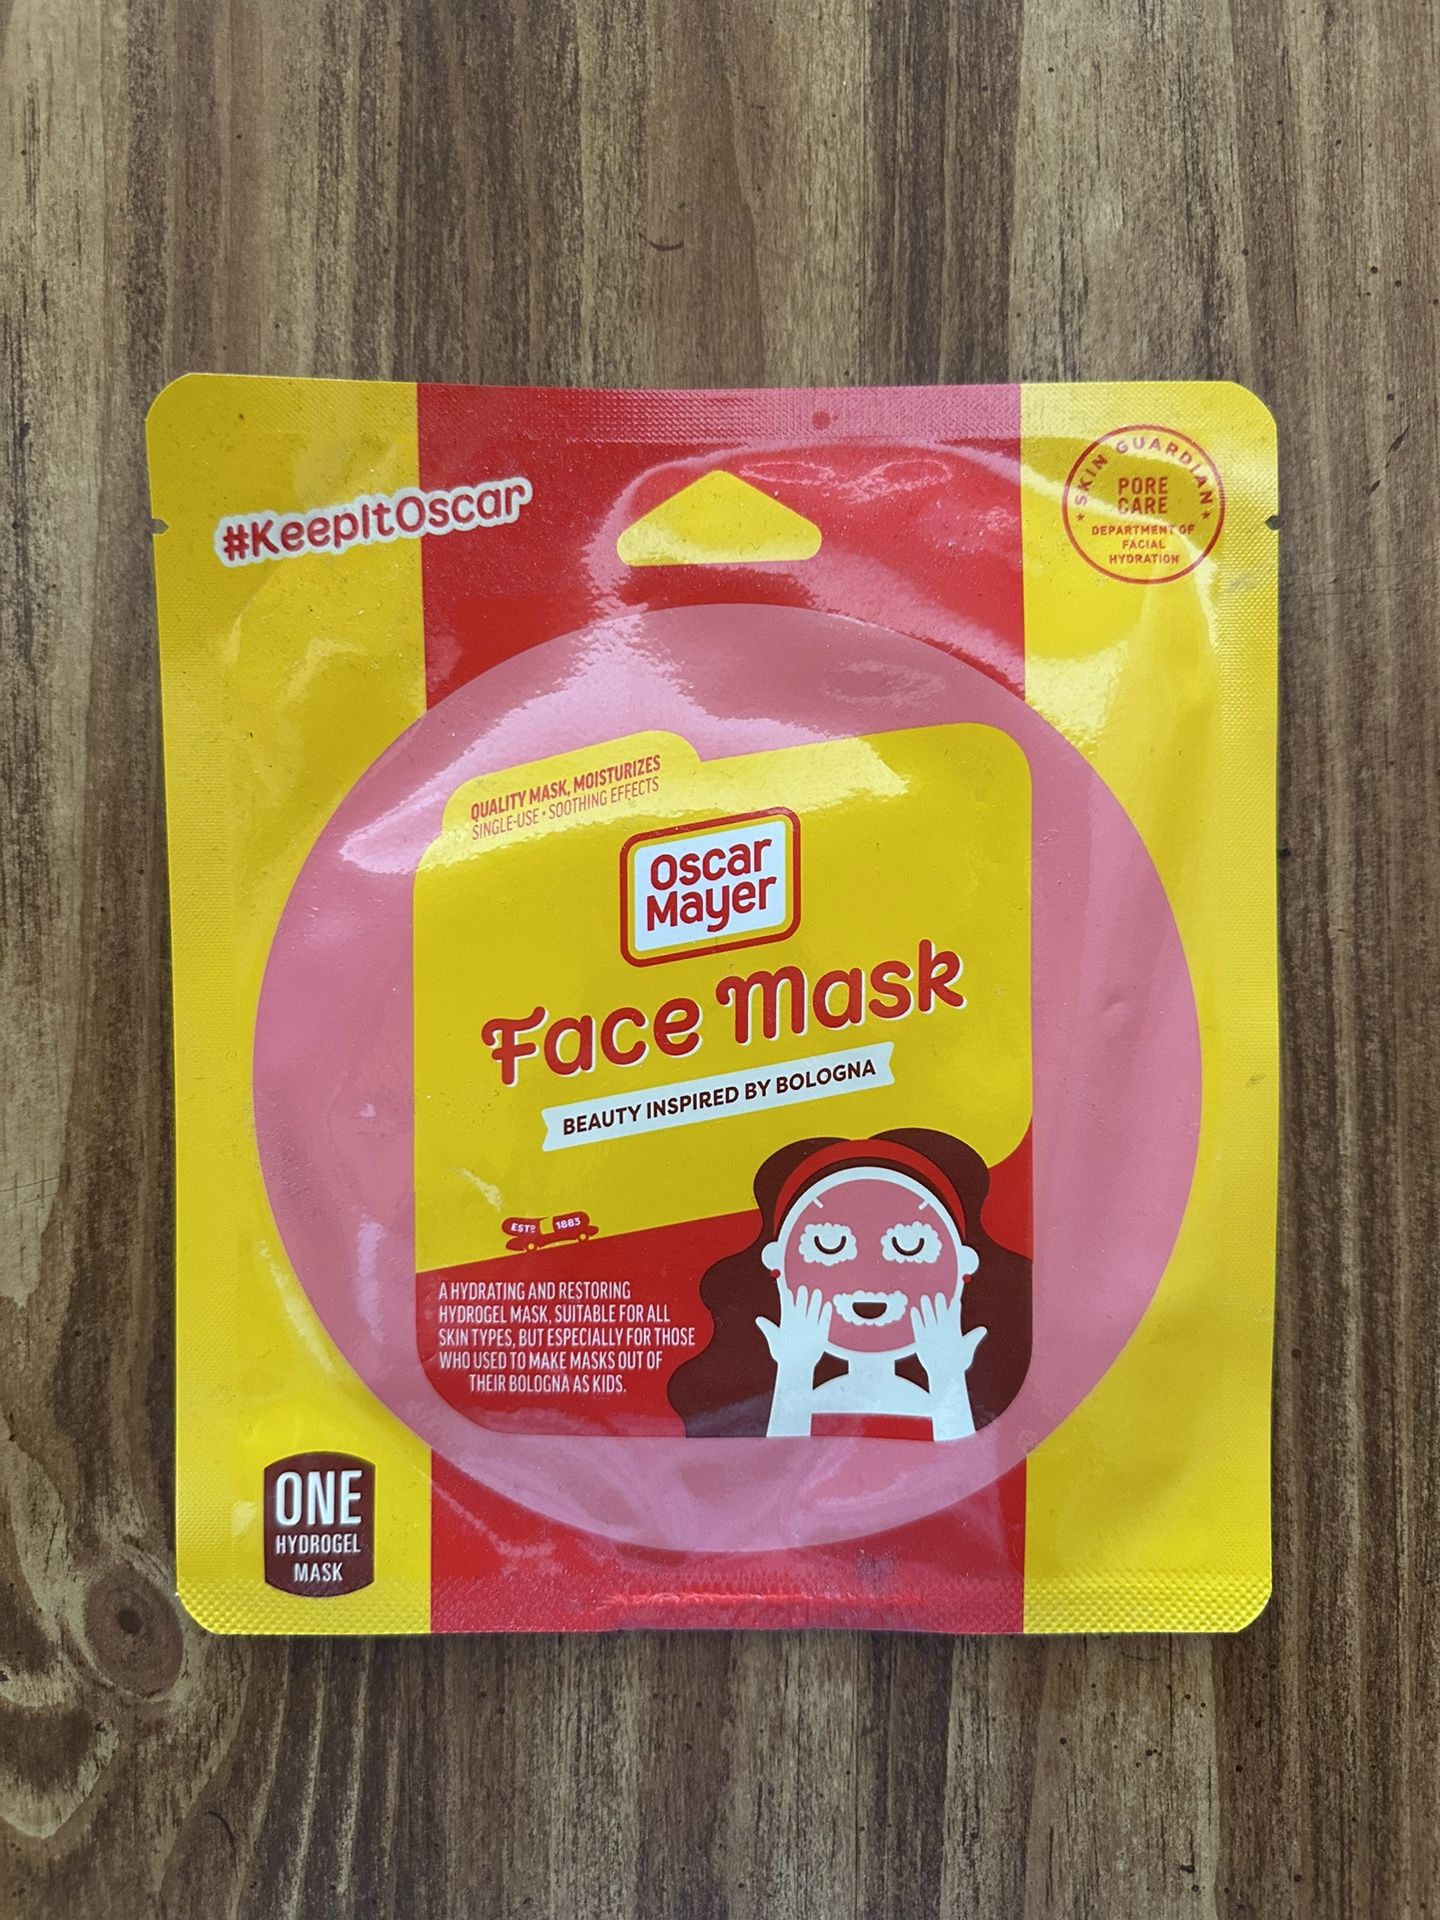 #KeepItOscar
SKIN GUARDIAN
PORE
CARE
DEPARTMENT OF
FACIAL
HYDRATION
QUALITY MASK, MOISTURIZES
SINGLE-USE • SOOTHING EFFECTS
Oscar
Mayer
Face Mask
BEAUTY INSPIRED BY BOLOGNA
ESTD 1883
A HYDRATING AND RESTORING
HYDROGEL MASK, SUITABLE FOR ALL
SKIN TYPES, BUT ESPECIALLY FOR THOSE
WHO USED TO MAKE MASKS OUT OF
THEIR BOLOGNA AS KIDS.
ONE
HYDROGEL
MASK